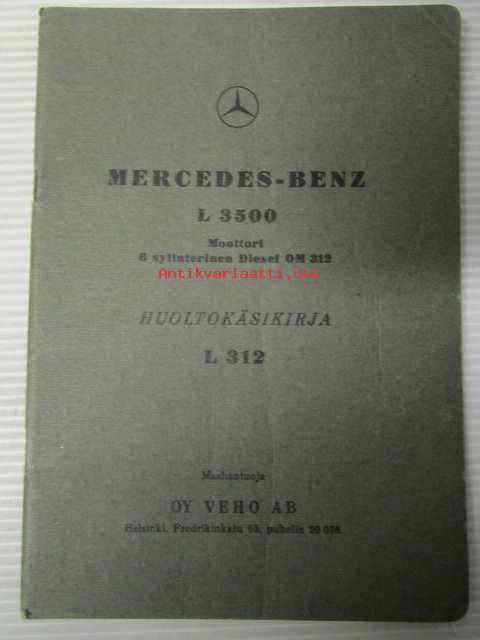 MERCEDES-BENZ
L 3500
Moottori
6 sylinterinen Diesel OM 312
Antikvariaatti.net
HUOLTOKÄSIKIRJA
L 312
Maahantuoja
OY VEHO AB
Helsinki, Fredrikinkatu 65, puhelin 20 078.